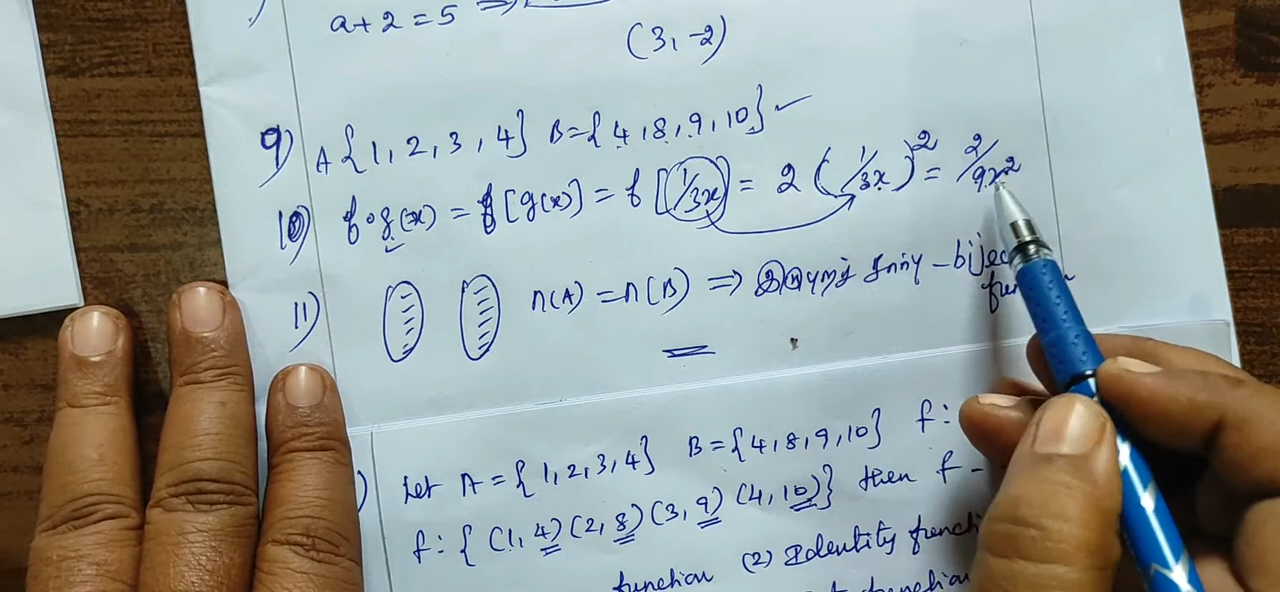 a+2=5 ⇒
(3,-2)
9) A{1,2,3,4} B={4,8,9,10} ✓
10) f∘g(x) = f[g(x)] = f[1/3x] = 2(1/3x)² = 2/9x²
11) n(A)=n(B) ⇒ - bijec
fun
) Let A={1,2,3,4} B={4,8,9,10} f:
f:{(1,4)(2,8)(3,9)(4,10)} then f -
function (2) Identity functi
function